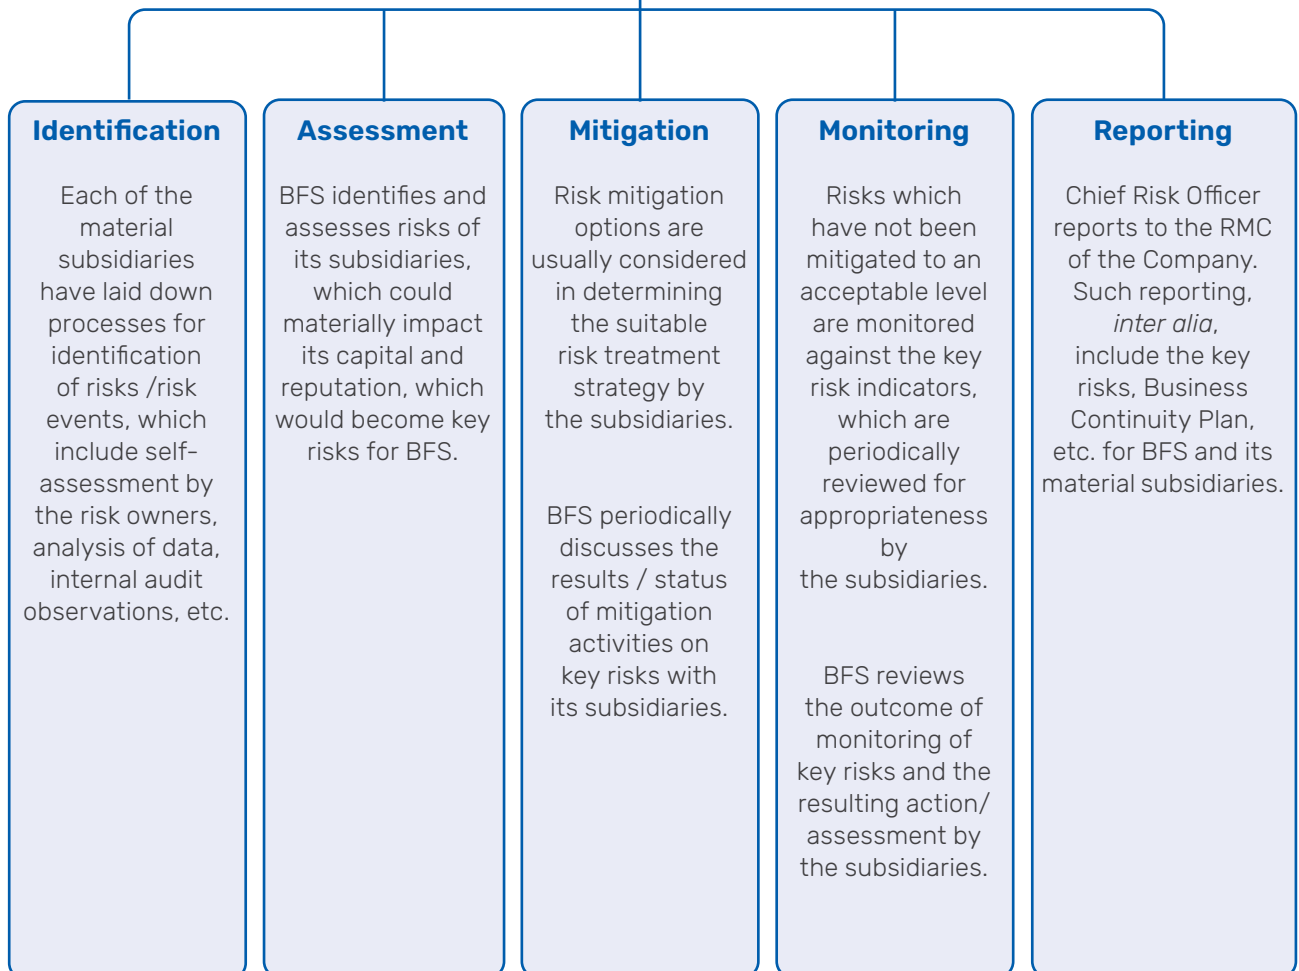 Identification
Each of the
material
subsidiaries
have laid down
processes for
identification
of risks /risk
events, which
include self-
assessment by
the risk owners,
analysis of data,
internal audit
observations, etc.
Assessment
BFS identifies and
assesses risks of
its subsidiaries,
which could
materially impact
its capital and
reputation, which
would become key
risks for BFS.
Mitigation
Risk mitigation
options are
usually considered
in determining
the suitable
risk treatment
strategy by
the subsidiaries.
BFS periodically
discusses the
results / status
of mitigation
activities on
key risks with
its subsidiaries.
Monitoring
Risks which
have not been
mitigated to an
acceptable level
are monitored
against the key
risk indicators,
which are
periodically
reviewed for
appropriateness
by
the subsidiaries.
BFS reviews
the outcome of
monitoring of
key risks and the
resulting action/
assessment by
the subsidiaries.
Reporting
Chief Risk Officer
reports to the RMC
of the Company.
Such reporting,
inter alia,
include the key
risks, Business
Continuity Plan,
etc. for BFS and its
material subsidiaries.